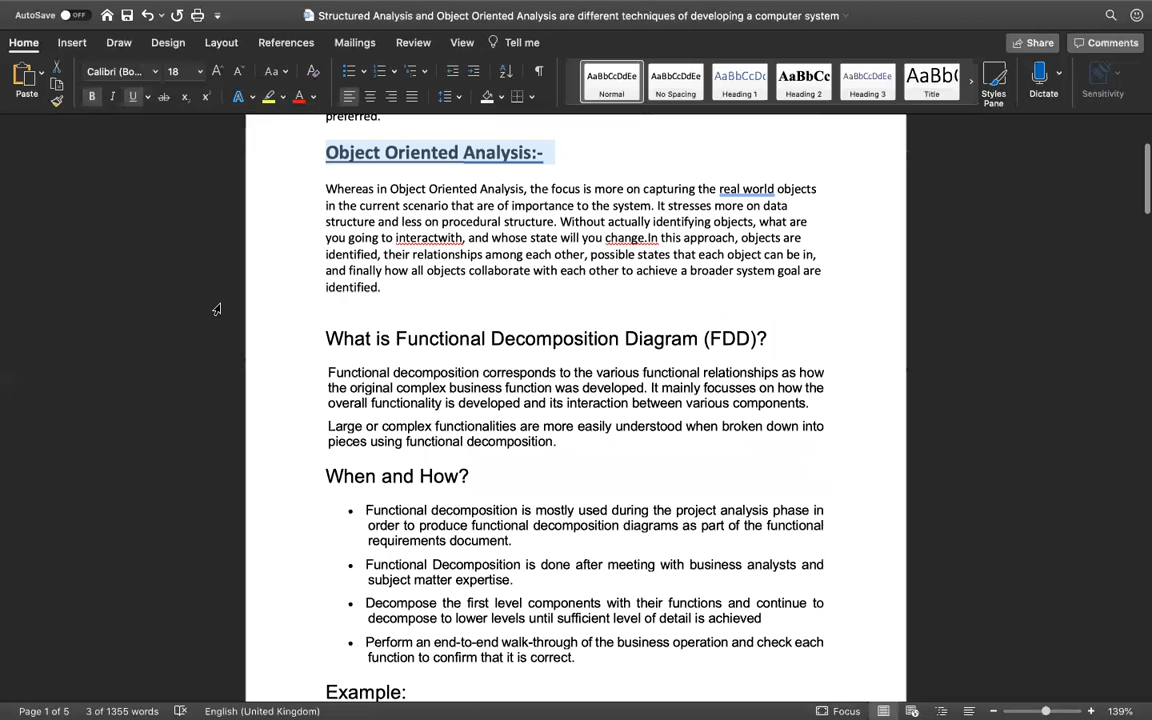 AutoSave OFF Structured Analysis and Object Oriented Analysis are different techniques of developing a computer system
Home Insert Draw Design Layout References Mailings Review View Tell me Share Comments
Calibri (Bo... 18 Aa
AaBbCcDdEe AaBbCcDdEe AaBbCcDc AaBbCc AaBbCcDdEe AaBb(
Paste Normal No Spacing Heading 1 Heading 2 Heading 3 Title Styles Pane Dictate Sensitivity
preferred.
Object Oriented Analysis:-
Whereas in Object Oriented Analysis, the focus is more on capturing the real world objects
in the current scenario that are of importance to the system. It stresses more on data
structure and less on procedural structure. Without actually identifying objects, what are
you going to interactwith, and whose state will you change.In this approach, objects are
identified, their relationships among each other, possible states that each object can be in,
and finally how all objects collaborate with each other to achieve a broader system goal are
identified.
What is Functional Decomposition Diagram (FDD)?
Functional decomposition corresponds to the various functional relationships as how
the original complex business function was developed. It mainly focusses on how the
overall functionality is developed and its interaction between various components.
Large or complex functionalities are more easily understood when broken down into
pieces using functional decomposition.
When and How?
• Functional decomposition is mostly used during the project analysis phase in
order to produce functional decomposition diagrams as part of the functional
requirements document.
• Functional Decomposition is done after meeting with business analysts and
subject matter expertise.
• Decompose the first level components with their functions and continue to
decompose to lower levels until sufficient level of detail is achieved
• Perform an end-to-end walk-through of the business operation and check each
function to confirm that it is correct.
Example:
Page 1 of 5 3 of 1355 words English (United Kingdom) Focus 139%